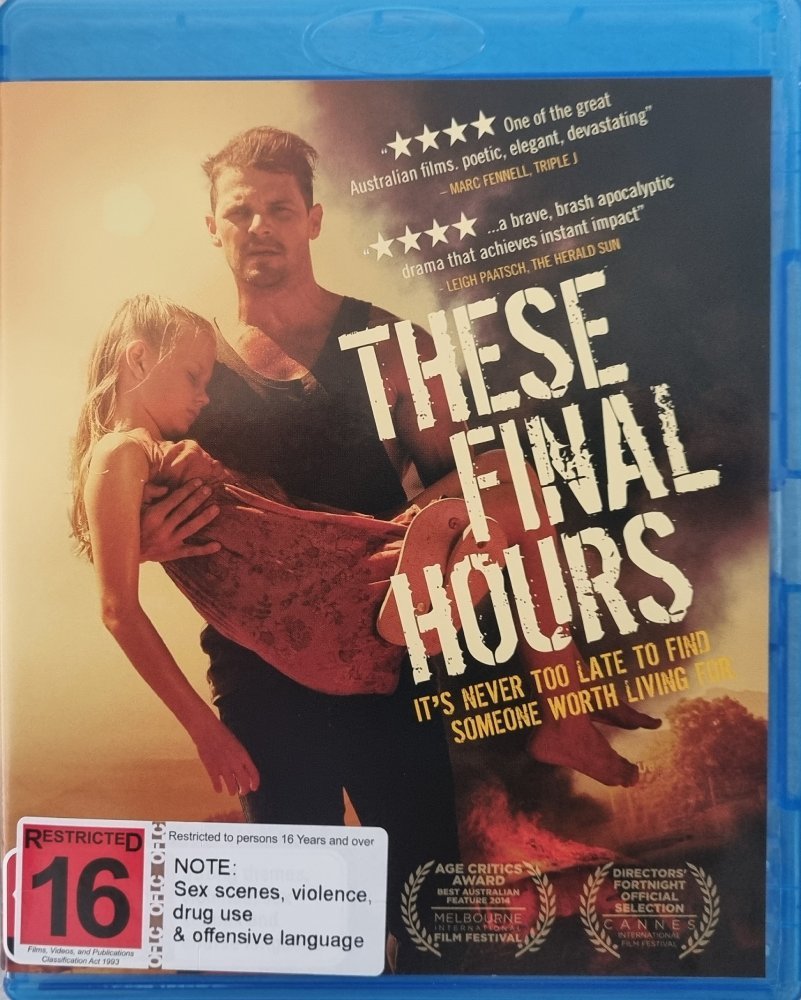 "★★★★ One of the great
Australian films. poetic, elegant, devastating"
- MARC FENNELL, TRIPLE J
"★★★★ ...a brave, brash apocalyptic
drama that achieves instant impact"
- LEIGH PAATSCH, THE HERALD SUN
THESE
FINAL
HOURS
IT'S NEVER TOO LATE TO FIND
SOMEONE WORTH LIVING FOR
RESTRICTED
16
Films, Videos, and Publications
Classification Act 1993
OFLC OFLC OFLC
Restricted to persons 16 Years and over
NOTE:
Sex scenes, violence,
drug use
& offensive language
AGE CRITICS
AWARD
BEST AUSTRALIAN
FEATURE 2014
MELBOURNE
INTERNATIONAL
FILM FESTIVAL
DIRECTORS'
FORTNIGHT
OFFICIAL
SELECTION
CANNES
INTERNATIONAL
FILM FESTIVAL